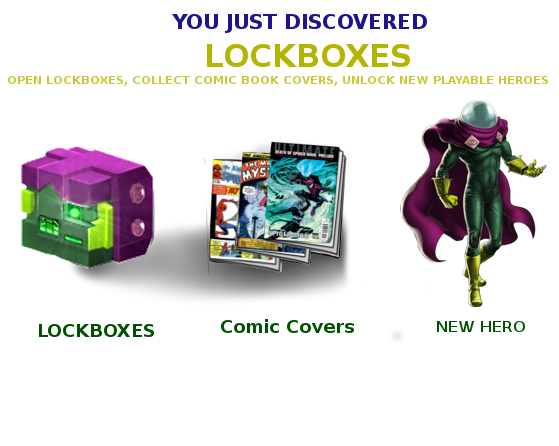 YOU JUST DISCOVERED
LOCKBOXES
OPEN LOCKBOXES, COLLECT COMIC BOOK COVERS, UNLOCK NEW PLAYABLE HEROES
ULTIMATE
LOCKBOXES
Comic Covers
NEW HERO